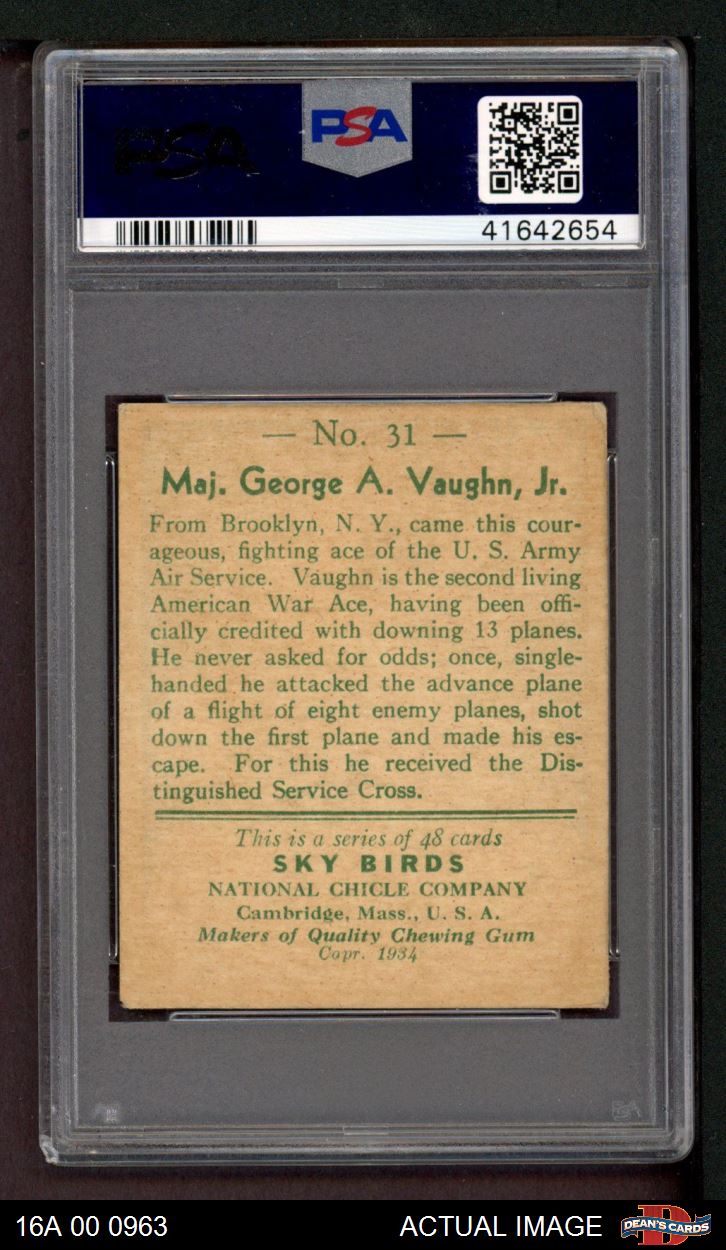 PSA
PSA
41642654
— No. 31 —
Maj. George A. Vaughn, Jr.
From Brooklyn, N. Y., came this cour-
ageous, fighting ace of the U. S. Army
Air Service. Vaughn is the second living
American War Ace, having been offi-
cially credited with downing 13 planes.
He never asked for odds; once, single-
handed he attacked the advance plane
of a flight of eight enemy planes, shot
down the first plane and made his es-
cape. For this he received the Dis-
tinguished Service Cross.
This is a series of 48 cards
SKY BIRDS
NATIONAL CHICLE COMPANY
Cambridge, Mass., U. S. A.
Makers of Quality Chewing Gum
Copr. 1934
PSA
16A 00 0963
ACTUAL IMAGE
DEAN'S CARDS